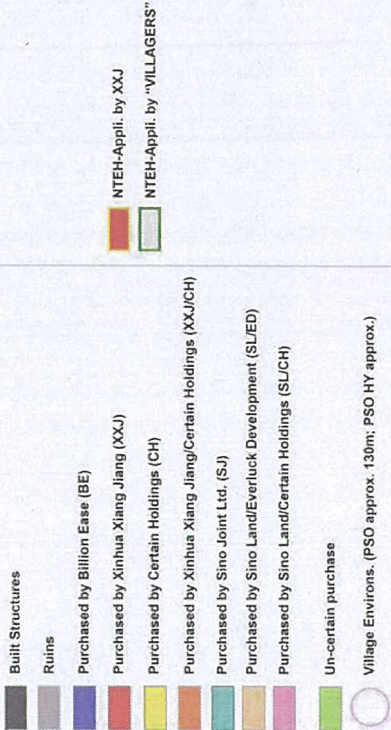 Built Structures
Ruins
Purchased by Billion Ease (BE)
Purchased by Xinhua Xiang Jiang (XXJ)
Purchased by Certain Holdings (CH)
Purchased by Xinhua Xiang Jiang/Certain Holdings (XXJ/CH)
Purchased by Sino Joint Ltd. (SJ)
Purchased by Sino Land/Everluck Development (SL/ED)
Purchased by Sino Land/Certain Holdings (SL/CH)
Un-certain purchase
Village Environs. (PSO approx. 130m; PSO HY approx.)
NTEH-Appli. by XXJ
NTEH-Appli. by "VILLAGERS"